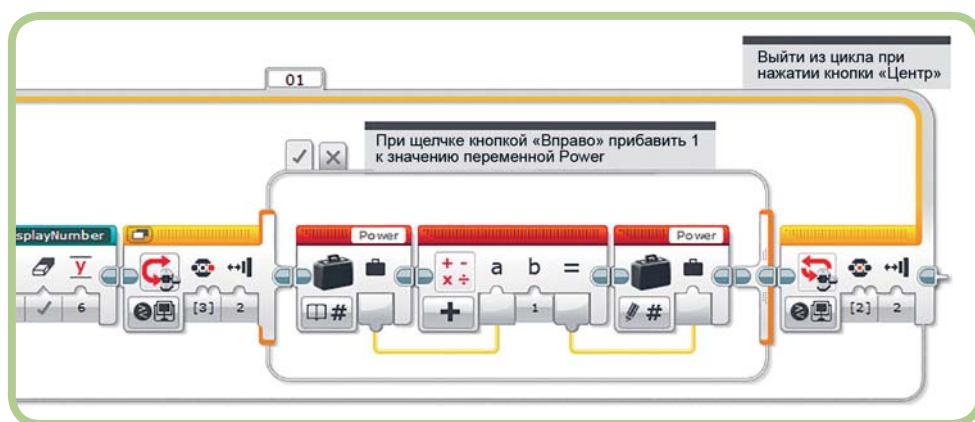 Выйти из цикла при
нажатии кнопки «Центр»
01
При щелчке кнопкой «Вправо» прибавить 1
к значению переменной Power
splayNumber
Power
Power
y
a b =
+ -
× ÷
6
[3] 2
#
+
1
#
[2] 2